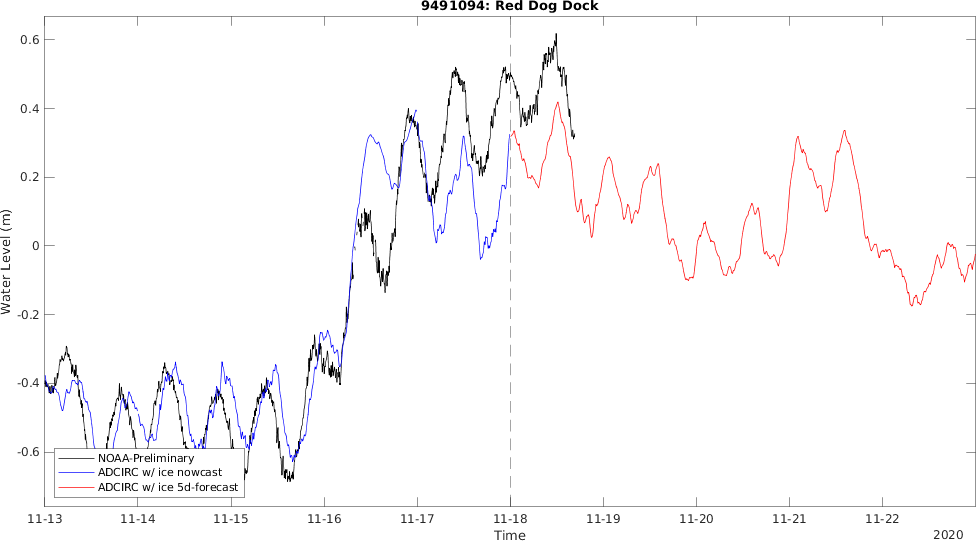 9491094: Red Dog Dock
Water Level (m)
0.6
0.4
0.2
0
-0.2
-0.4
-0.6
NOAA-Preliminary
ADCIRC w/ ice nowcast
ADCIRC w/ ice 5d-forecast
11-13 11-14 11-15 11-16 11-17 11-18 11-19 11-20 11-21 11-22
Time
2020